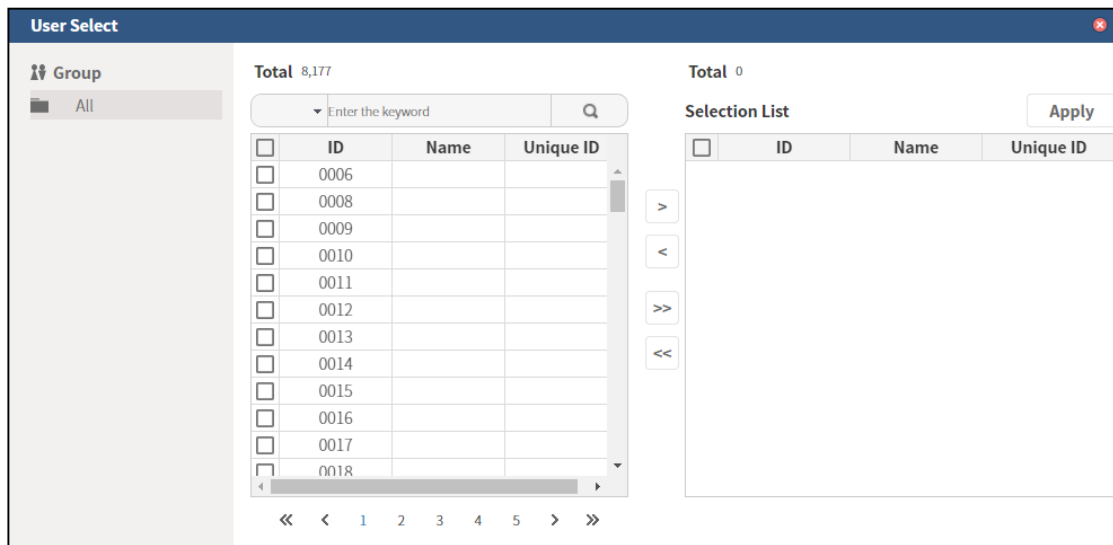 User Select
Group
All
Total 8,177
Enter the keyword
ID Name Unique ID
0006
0008
0009
0010
0011
0012
0013
0014
0015
0016
0017
0018
« < 1 2 3 4 5 > »
>
<
>>
<<
Total 0
Selection List Apply
ID Name Unique ID